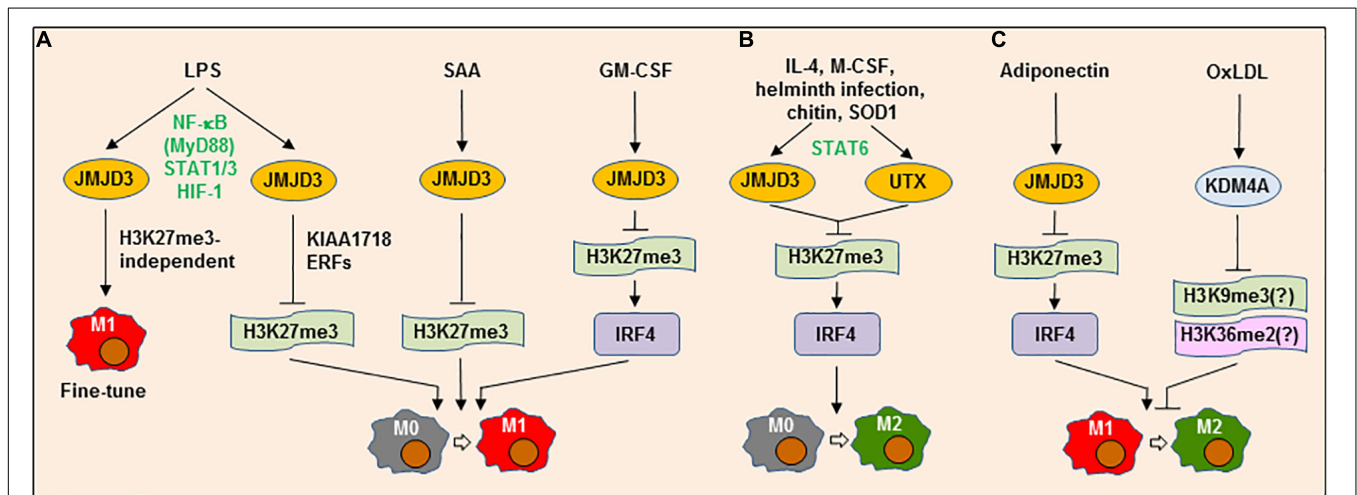 A
LPS
NF-κB
(MyD88)
STAT1/3
HIF-1
JMJD3
JMJD3
H3K27me3-
independent
KIAA1718
ERFs
M1
Fine-tune
H3K27me3
SAA
JMJD3
H3K27me3
GM-CSF
JMJD3
H3K27me3
IRF4
M0
M1
B
IL-4, M-CSF,
helminth infection,
chitin, SOD1
STAT6
JMJD3
UTX
H3K27me3
IRF4
M0
M2
C
Adiponectin
JMJD3
H3K27me3
IRF4
OxLDL
KDM4A
H3K9me3(?)
H3K36me2(?)
M1
M2